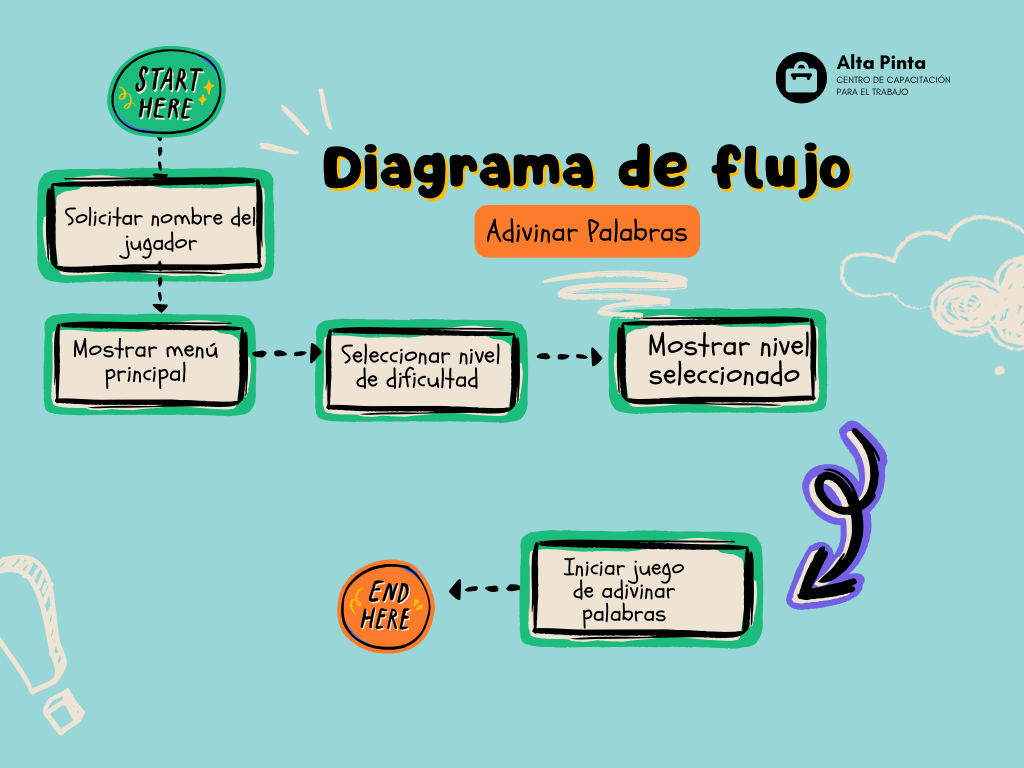 START
HERE
Alta Pinta
CENTRO DE CAPACITACIÓN
PARA EL TRABAJO
Diagrama de flujo
Adivinar Palabras
Solicitar nombre del
jugador
Mostrar menú
principal
Seleccionar nivel
de dificultad
Mostrar nivel
seleccionado
Iniciar juego
de adivinar
palabras
END
HERE